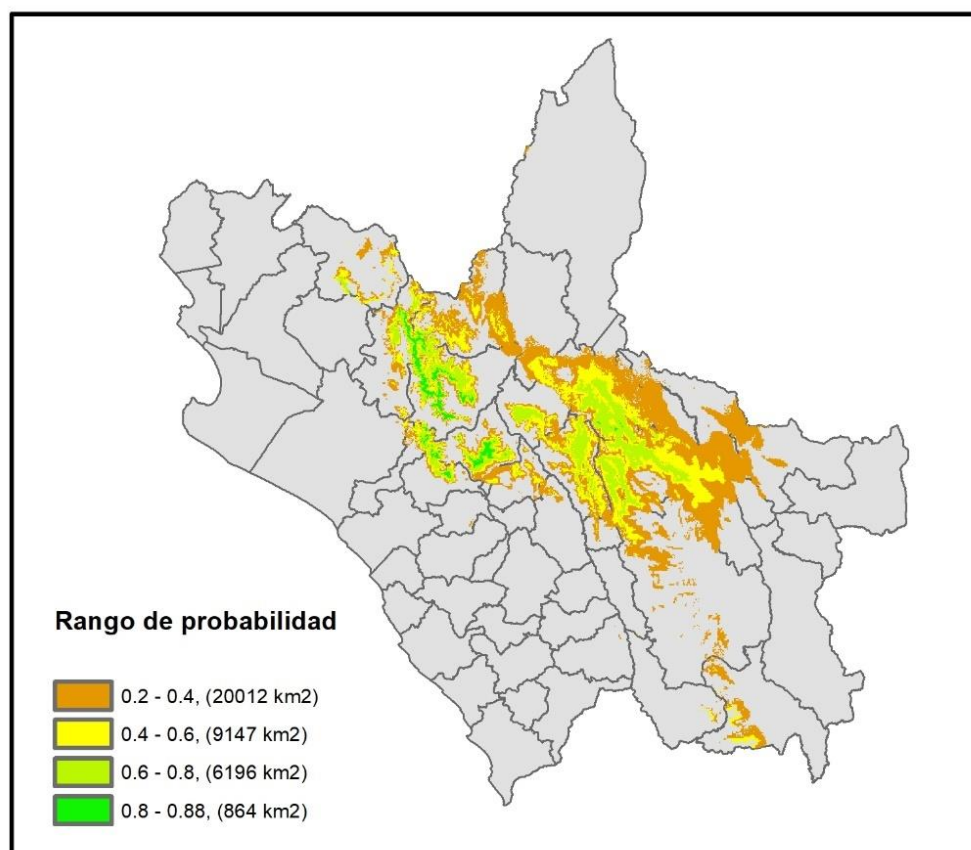 Rango de probabilidad
0.2 - 0.4, (20012 km2)
0.4 - 0.6, (9147 km2)
0.6 - 0.8, (6196 km2)
0.8 - 0.88, (864 km2)